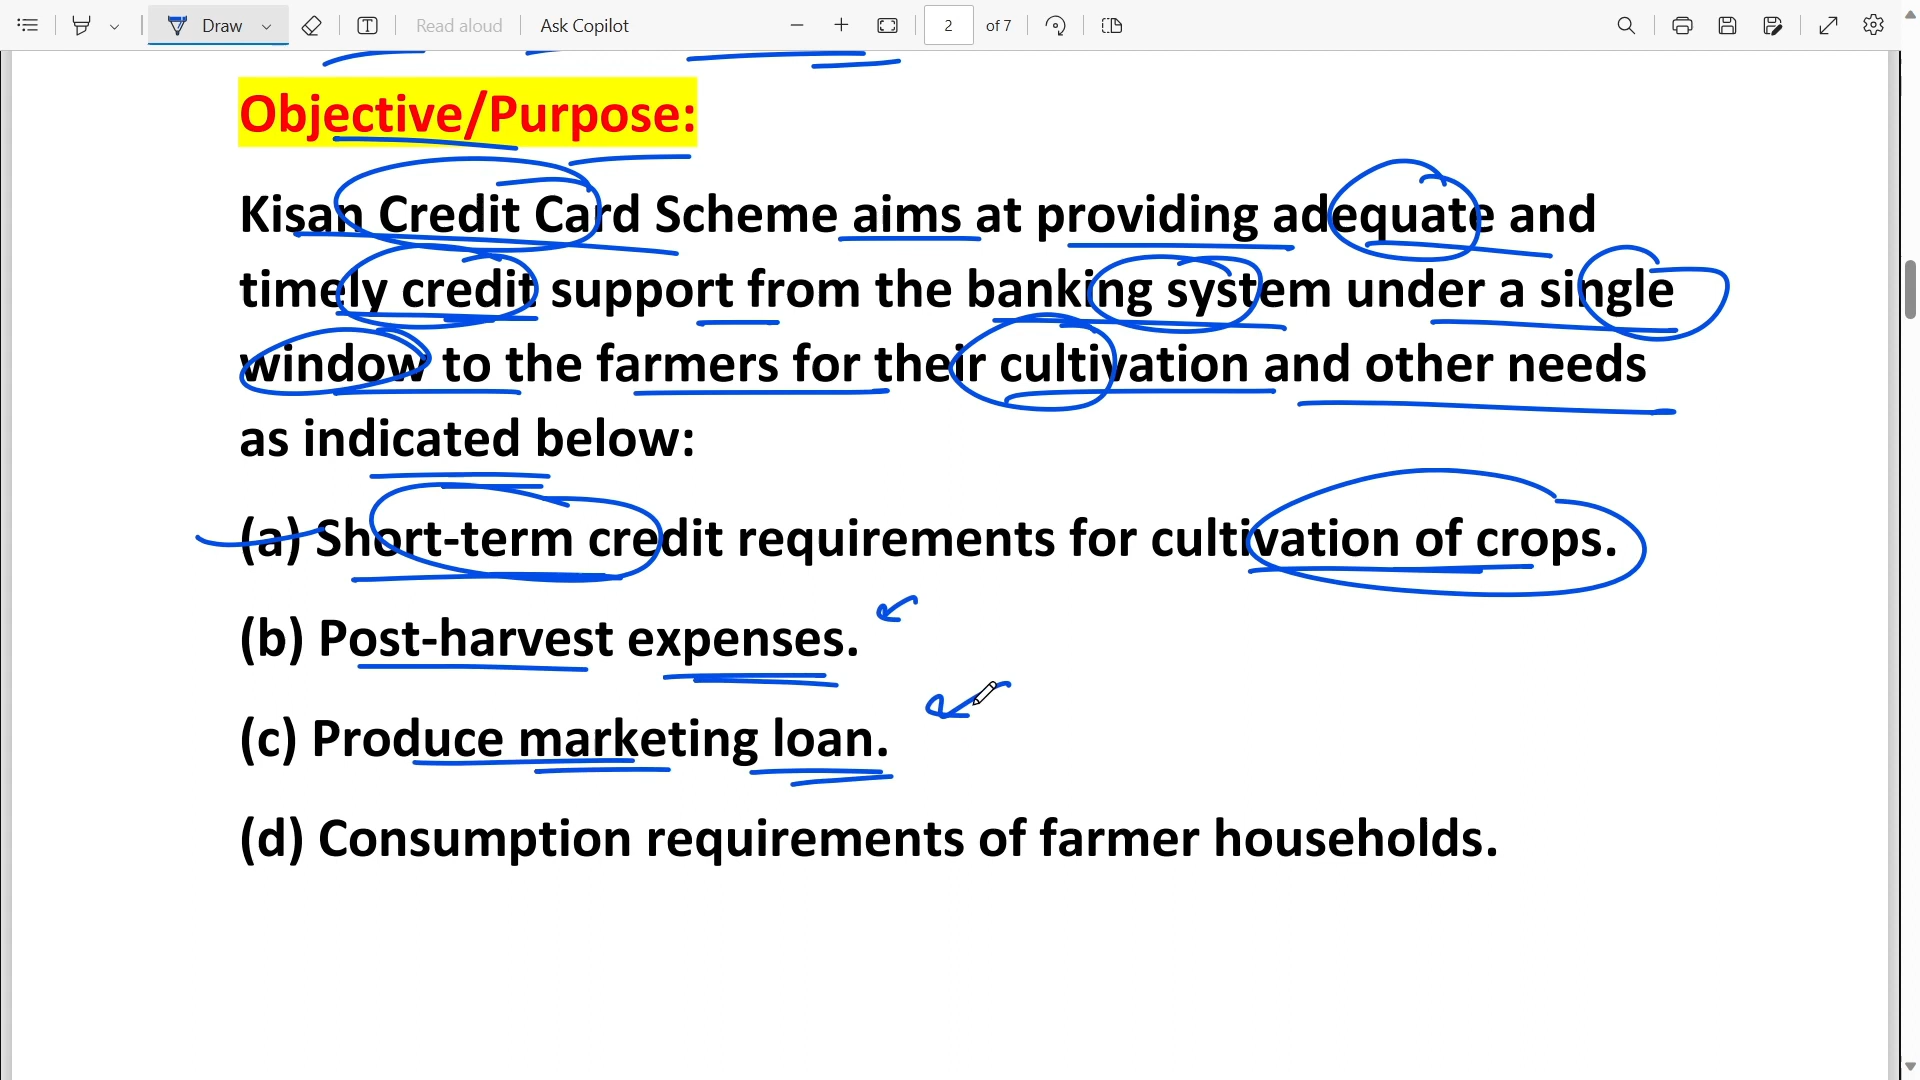 Draw
Read aloud
Ask Copilot
2 of 7
Objective/Purpose:
Kisan Credit Card Scheme aims at providing adequate and
timely credit support from the banking system under a single
window to the farmers for their cultivation and other needs
as indicated below:
(a) Short-term credit requirements for cultivation of crops.
(b) Post-harvest expenses.
(c) Produce marketing loan.
(d) Consumption requirements of farmer households.